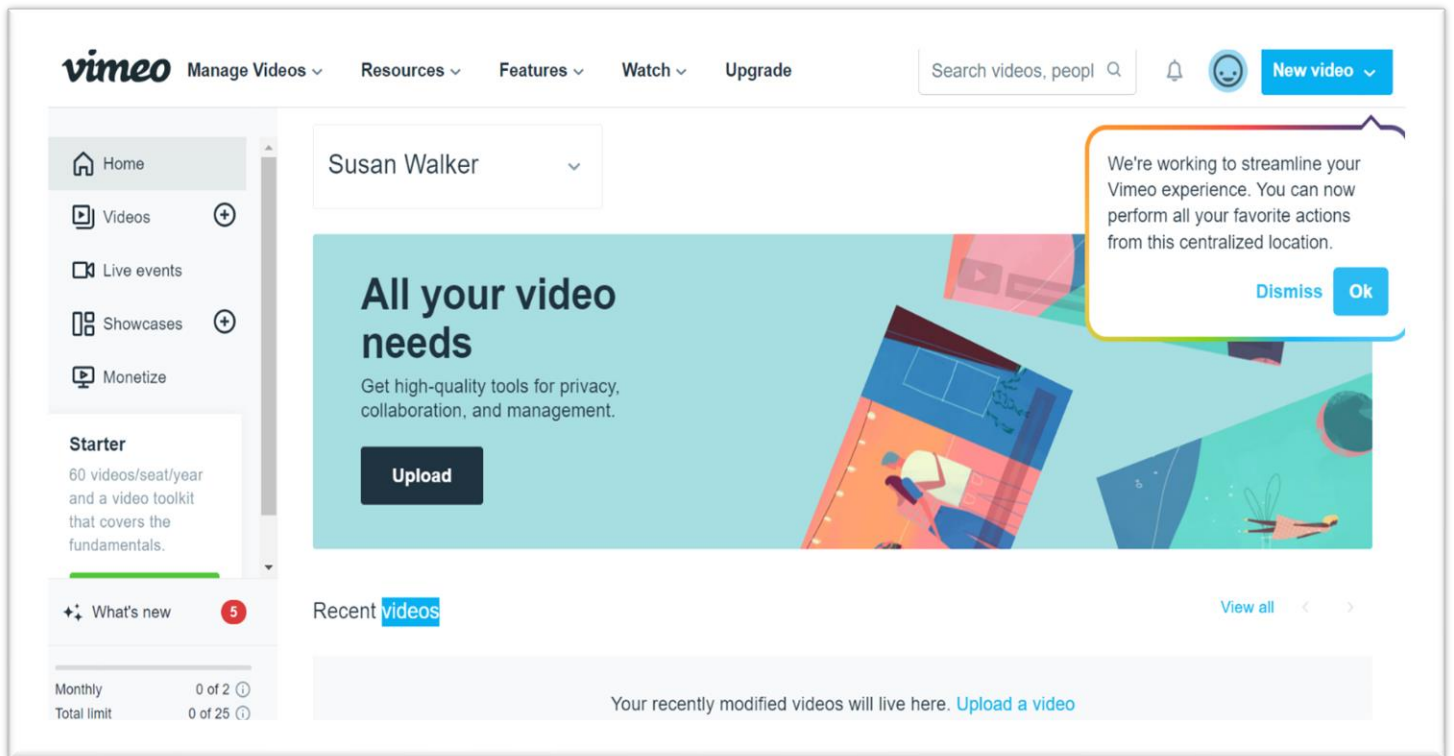 vimeo Manage Videos Resources Features Watch Upgrade Search videos, peopl New video
Home
Videos
Live events
Showcases
Monetize
Starter
60 videos/seat/year
and a video toolkit
that covers the
fundamentals.
What's new 5
Monthly 0 of 2
Total limit 0 of 25
Susan Walker
We're working to streamline your
Vimeo experience. You can now
perform all your favorite actions
from this centralized location.
Dismiss Ok
All your video
needs
Get high-quality tools for privacy,
collaboration, and management.
Upload
Recent videos View all
Your recently modified videos will live here. Upload a video